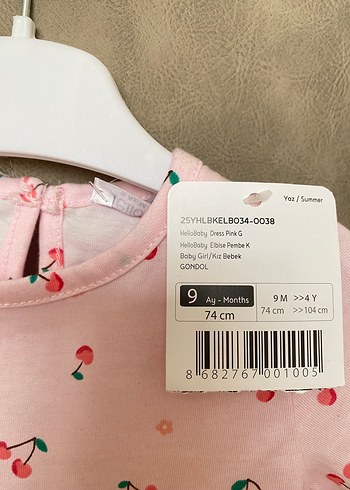 Yaz / Summer
25YHLBKELB034-0038
HelloBaby Dress Pink G
HelloBaby Elbise Pembe K
Baby Girl/Kız Bebek
GONDOL
9 Ay - Months 9 M >>4 Y
74 cm 74 cm >>104 cm
8 682767 001005